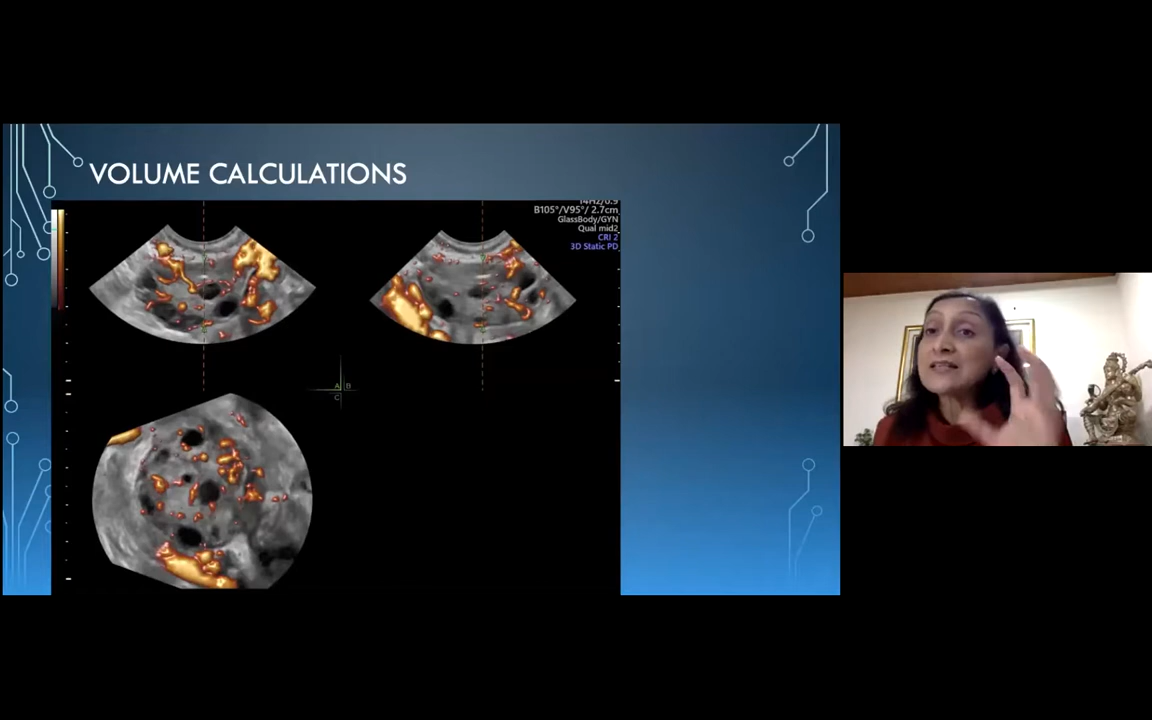 VOLUME CALCULATIONS
B105°/V95°/ 2.7cm
GlassBody/GYN
Qual mid2
CRI 2
3D Static PD
A B
C